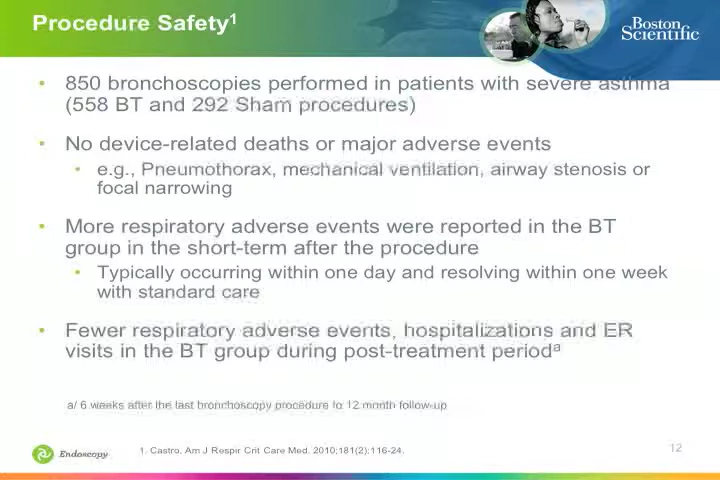 Procedure Safety1
Boston
Scientific
• 850 bronchoscopies performed in patients with severe asthma
(558 BT and 292 Sham procedures)
• No device-related deaths or major adverse events
• e.g., Pneumothorax, mechanical ventilation, airway stenosis or
focal narrowing
• More respiratory adverse events were reported in the BT
group in the short-term after the procedure
• Typically occurring within one day and resolving within one week
with standard care
• Fewer respiratory adverse events, hospitalizations and ER
visits in the BT group during post-treatment perioda
a/ 6 weeks after the last bronchoscopy procedure to 12 month follow-up
Endoscopy
1. Castro, Am J Respir Crit Care Med. 2010;181(2):116-24.
12